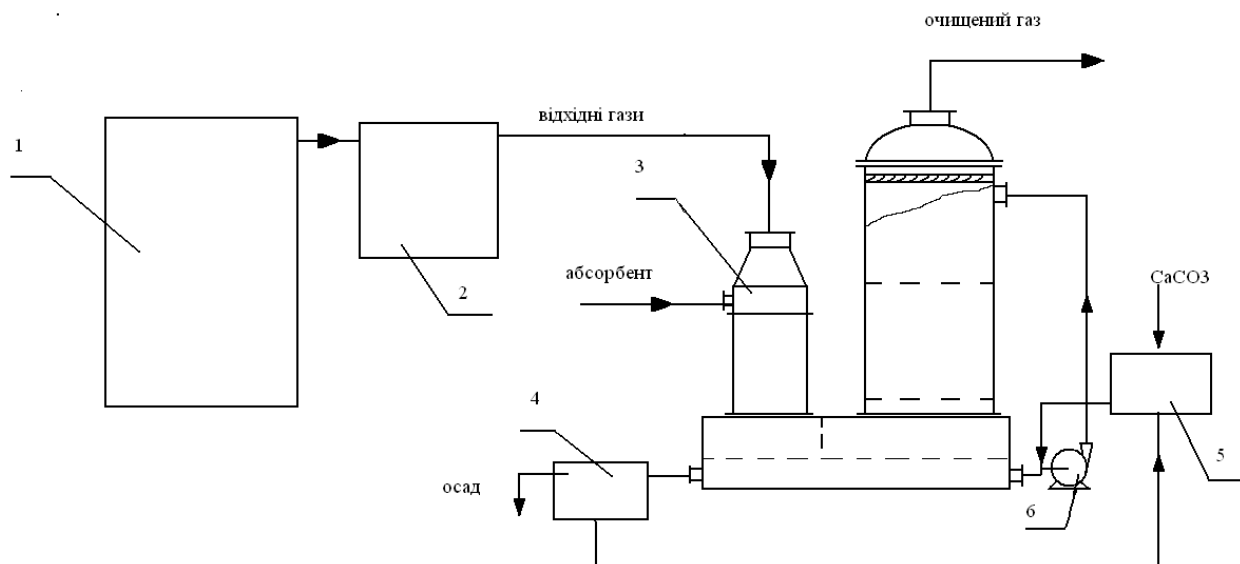 очищений газ
відхідні гази
1
3
абсорбент
2
CaCO3
4
5
осад
6